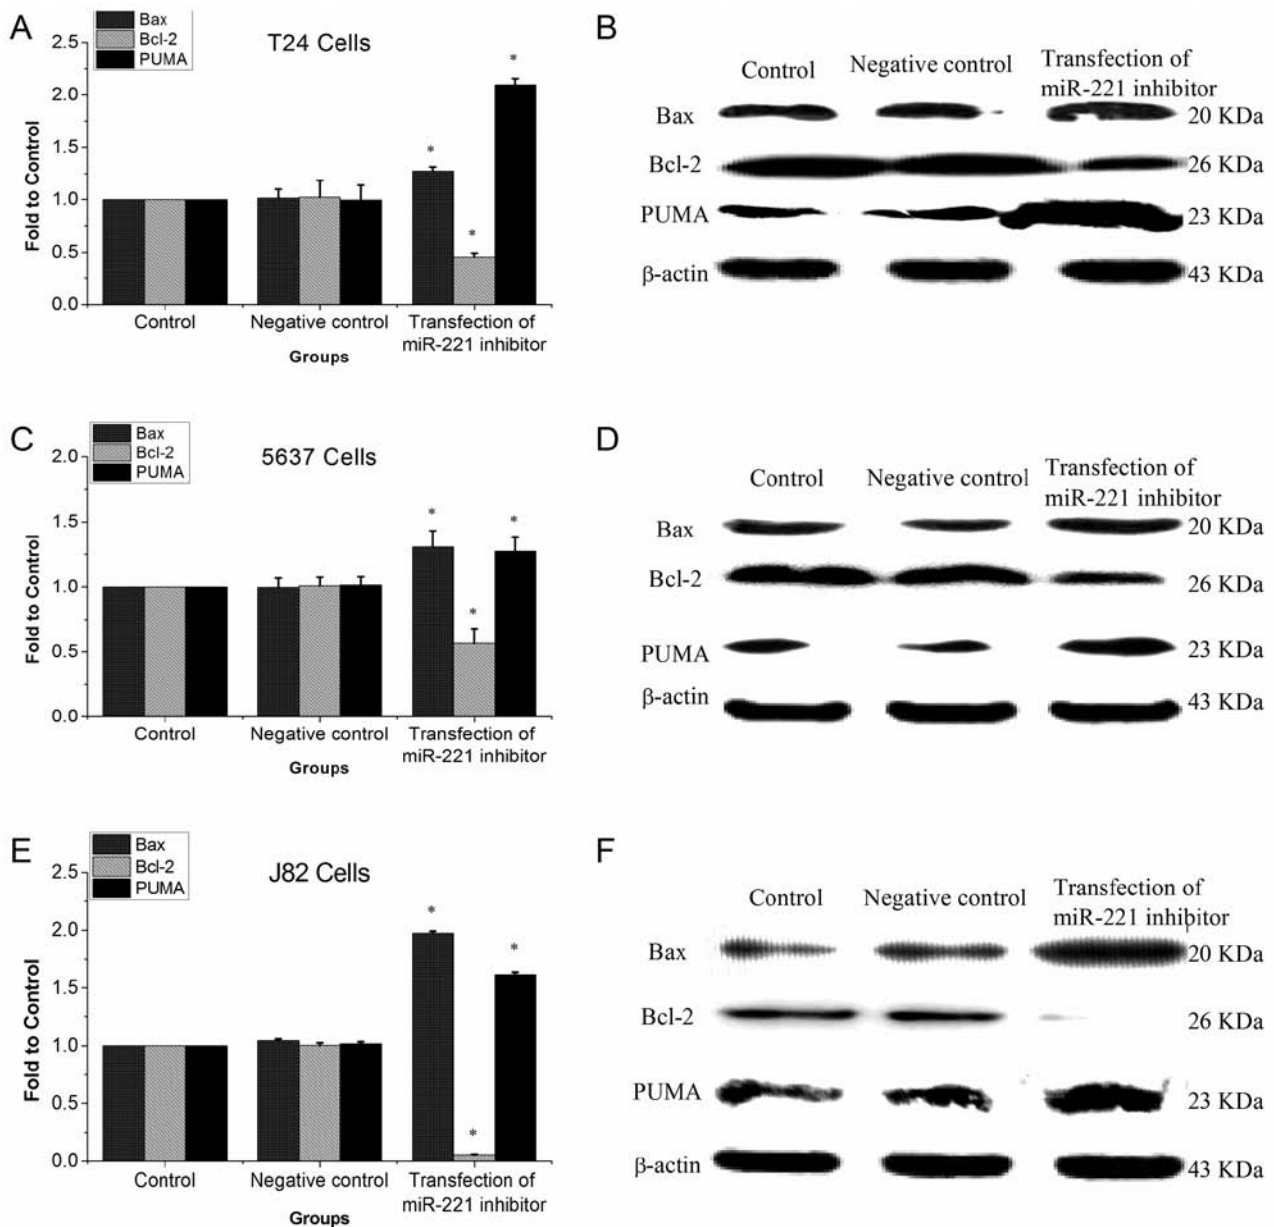 A
Bax
Bcl-2
PUMA
T24 Cells
2.5
2.0
1.5
1.0
0.5
0.0
Fold to Control
*
*
*
Control
Negative control
Transfection of
miR-221 inhibitor
Groups
B
Control
Negative control
Transfection of
miR-221 inhibitor
Bax
20 KDa
Bcl-2
26 KDa
PUMA
23 KDa
β-actin
43 KDa
C
Bax
Bcl-2
PUMA
5637 Cells
2.0
1.5
1.0
0.5
0.0
Fold to Control
*
*
*
Control
Negative control
Transfection of
miR-221 inhibitor
Groups
D
Control
Negative control
Transfection of
miR-221 inhibitor
Bax
20 KDa
Bcl-2
26 KDa
PUMA
23 KDa
β-actin
43 KDa
E
Bax
Bcl-2
PUMA
J82 Cells
2.5
2.0
1.5
1.0
0.5
0.0
Fold to Control
*
*
*
Control
Negative control
Transfection of
miR-221 inhibitor
Groups
F
Control
Negative control
Transfection of
miR-221 inhibitor
Bax
20 KDa
Bcl-2
26 KDa
PUMA
23 KDa
β-actin
43 KDa